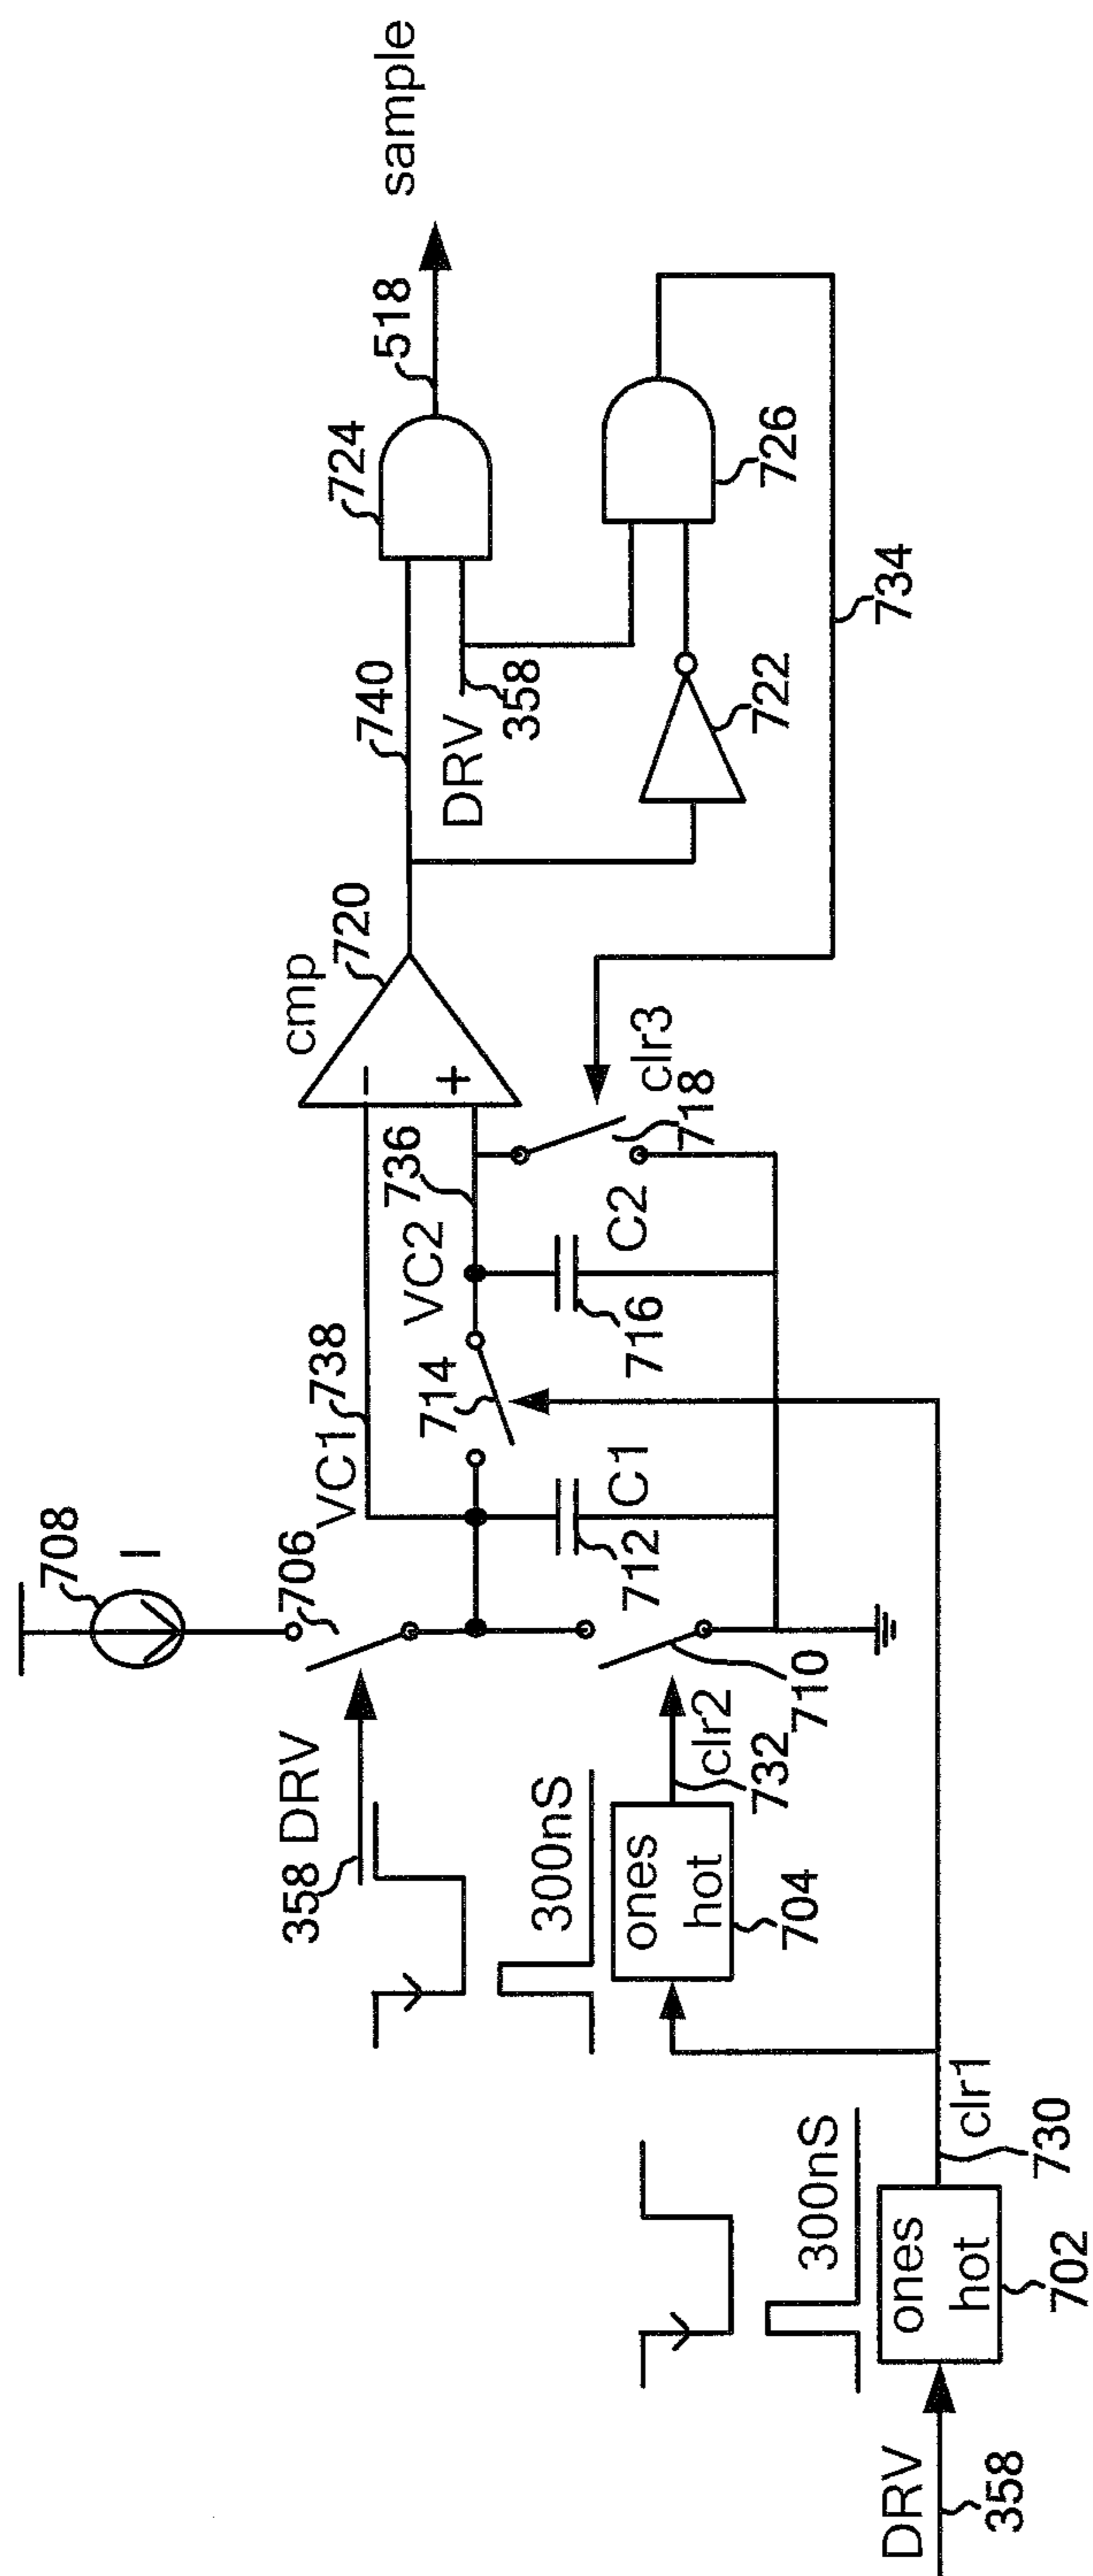 708
I
706
VC1
738
358 DRV
300nS
ones
hot
704
clr2
732
710
714
VC2
736
712
C1
716
C2
cmp
720
−
+
clr3
718
740
DRV
358
724
518
sample
722
726
734
300nS
ones
hot
702
clr1
730
DRV
358